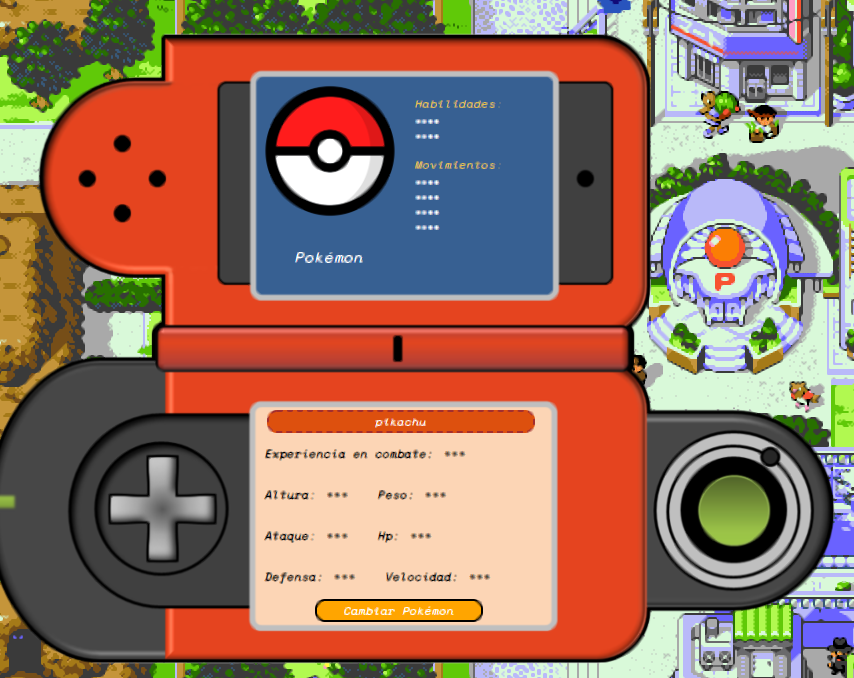 Habilidades:
****
****
Movimientos:
****
****
****
****
Pokémon
P
pikachu
Experiencia en combate: ***
Altura: *** Peso: ***
Ataque: *** Hp: ***
Defensa: *** Velocidad: ***
Cambiar Pokémon